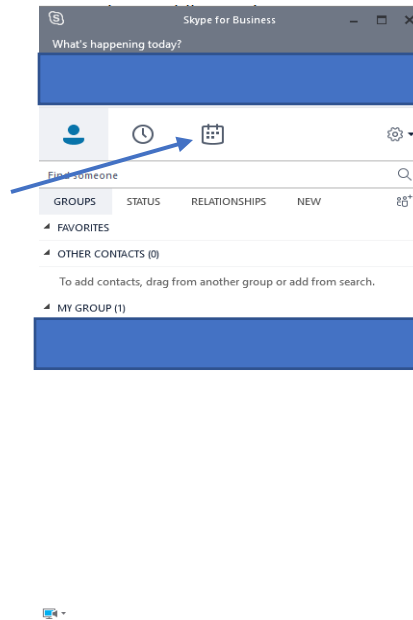 Skype for Business
What's happening today?
Find someone
GROUPS STATUS RELATIONSHIPS NEW
FAVORITES
OTHER CONTACTS (0)
To add contacts, drag from another group or add from search.
MY GROUP (1)